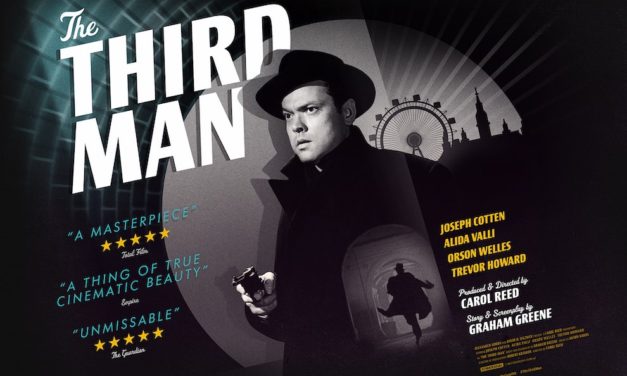 The
THIRD
MAN
“A MASTERPIECE”
Total Film
“A THING OF TRUE
CINEMATIC BEAUTY”
Empire
“UNMISSABLE”
The Guardian
JOSEPH COTTEN
ALIDA VALLI
ORSON WELLES
TREVOR HOWARD
Produced & Directed by
CAROL REED
Story & Screenplay by
GRAHAM GREENE